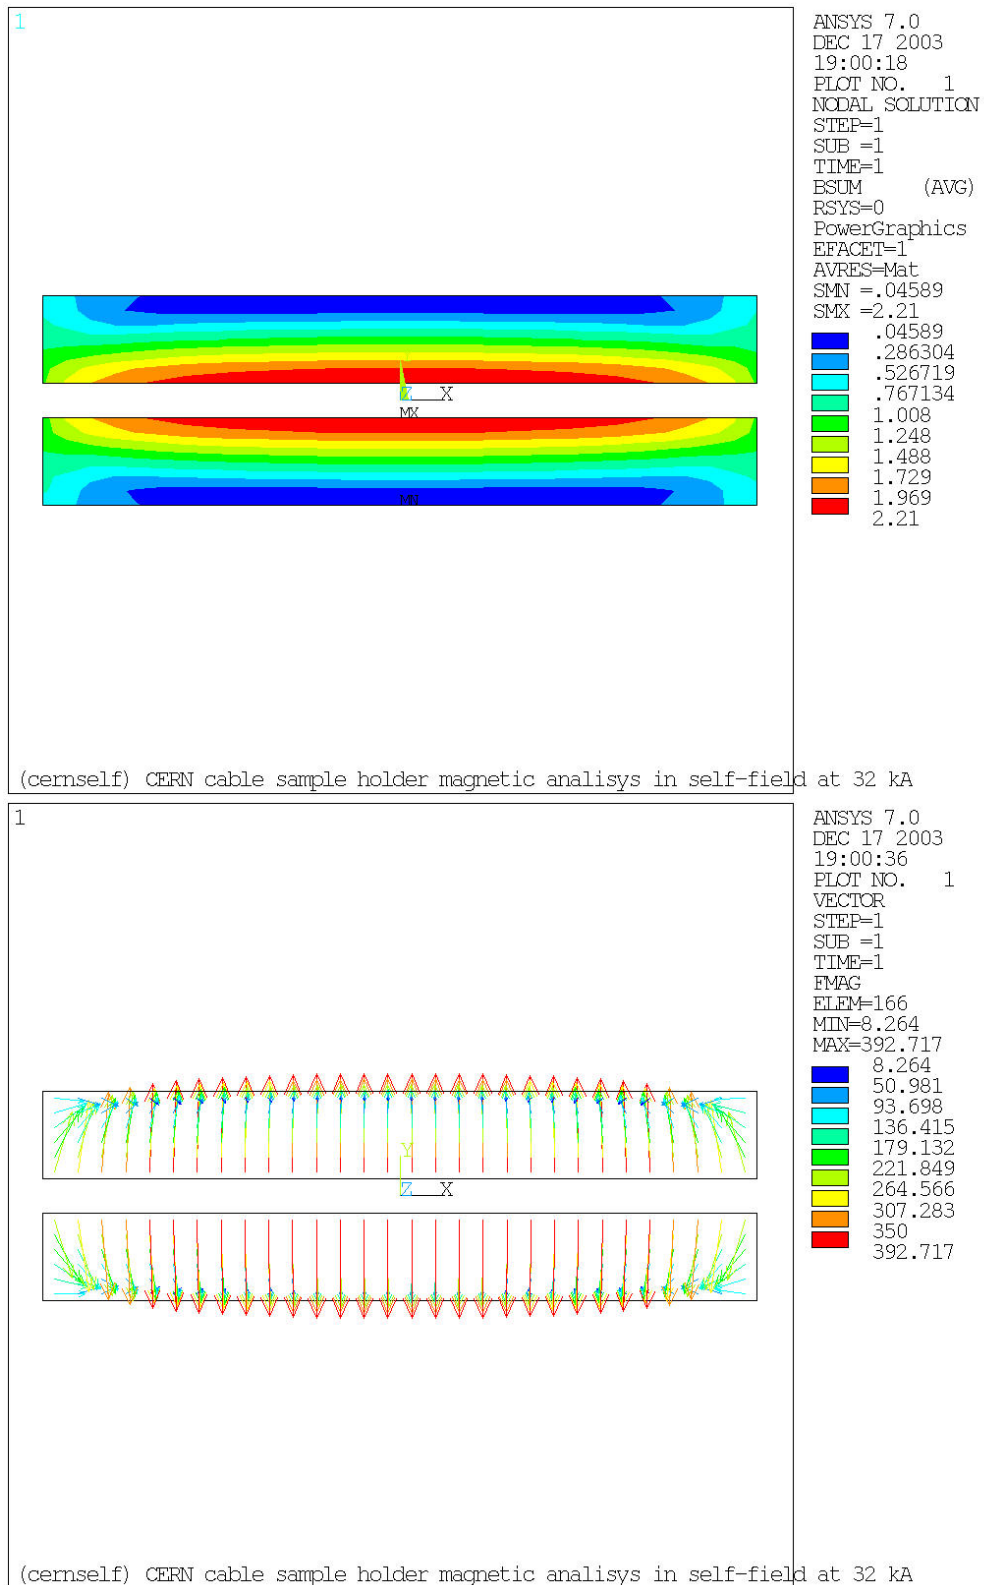 1
ANSYS 7.0
DEC 17 2003
19:00:18
PLOT NO.   1
NODAL SOLUTION
STEP=1
SUB =1
TIME=1
BSUM     (AVG)
RSYS=0
PowerGraphics
EFACET=1
AVRES=Mat
SMN =.04589
SMX =2.21
.04589
.286304
.526719
.767134
1.008
1.248
1.488
1.729
1.969
2.21
Y
Z X
MX
MN
(cernself) CERN cable sample holder magnetic analisys in self-field at 32 kA
1
ANSYS 7.0
DEC 17 2003
19:00:36
PLOT NO.   1
VECTOR
STEP=1
SUB =1
TIME=1
FMAG
ELEM=166
MIN=8.264
MAX=392.717
8.264
50.981
93.698
136.415
179.132
221.849
264.566
307.283
350
392.717
Y
Z X
(cernself) CERN cable sample holder magnetic analisys in self-field at 32 kA